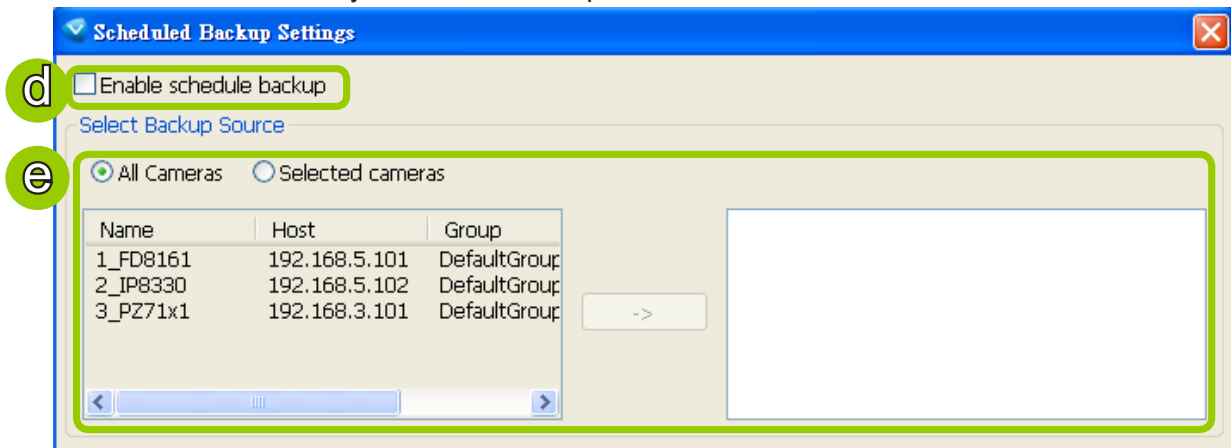 Scheduled Backup Settings
d
Enable schedule backup
Select Backup Source
e
All Cameras Selected cameras
Name Host Group
1_FD8161 192.168.5.101 DefaultGroup
2_IP8330 192.168.5.102 DefaultGroup
3_PZ71x1 192.168.3.101 DefaultGroup
->